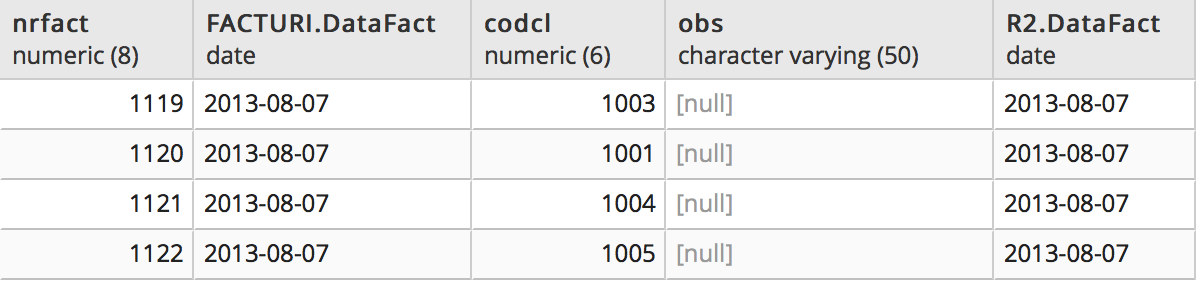 nrfact FACTURI.DataFact codcl obs R2.DataFact
numeric (8) date numeric (6) character varying (50) date
1119 2013-08-07 1003 [null] 2013-08-07
1120 2013-08-07 1001 [null] 2013-08-07
1121 2013-08-07 1004 [null] 2013-08-07
1122 2013-08-07 1005 [null] 2013-08-07